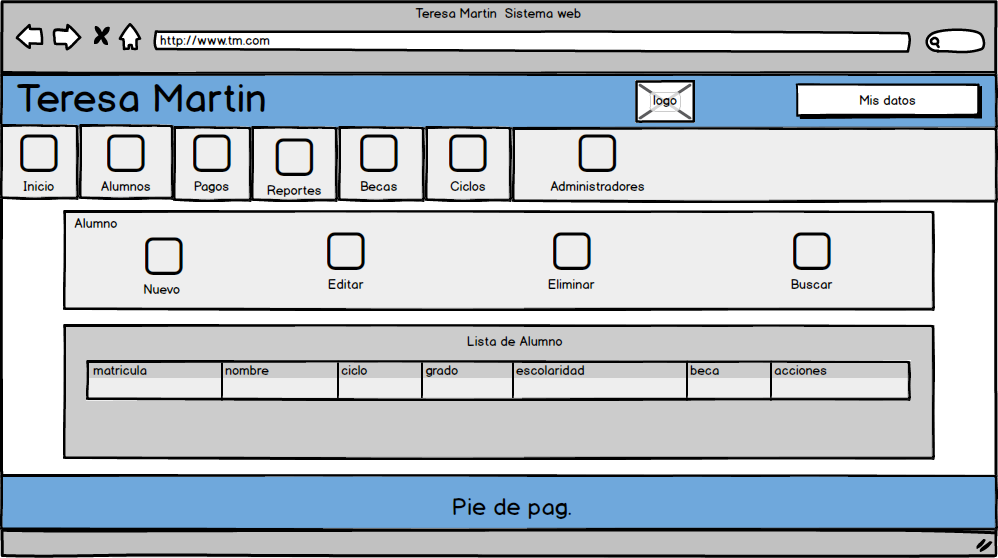 Teresa Martin Sistema web
http://www.tm.com
Teresa Martin
logo
Mis datos
Inicio
Alumnos
Pagos
Reportes
Becas
Ciclos
Administradores
Alumno
Nuevo
Editar
Eliminar
Buscar
Lista de Alumno
matricula nombre ciclo grado escolaridad beca acciones
Pie de pag.